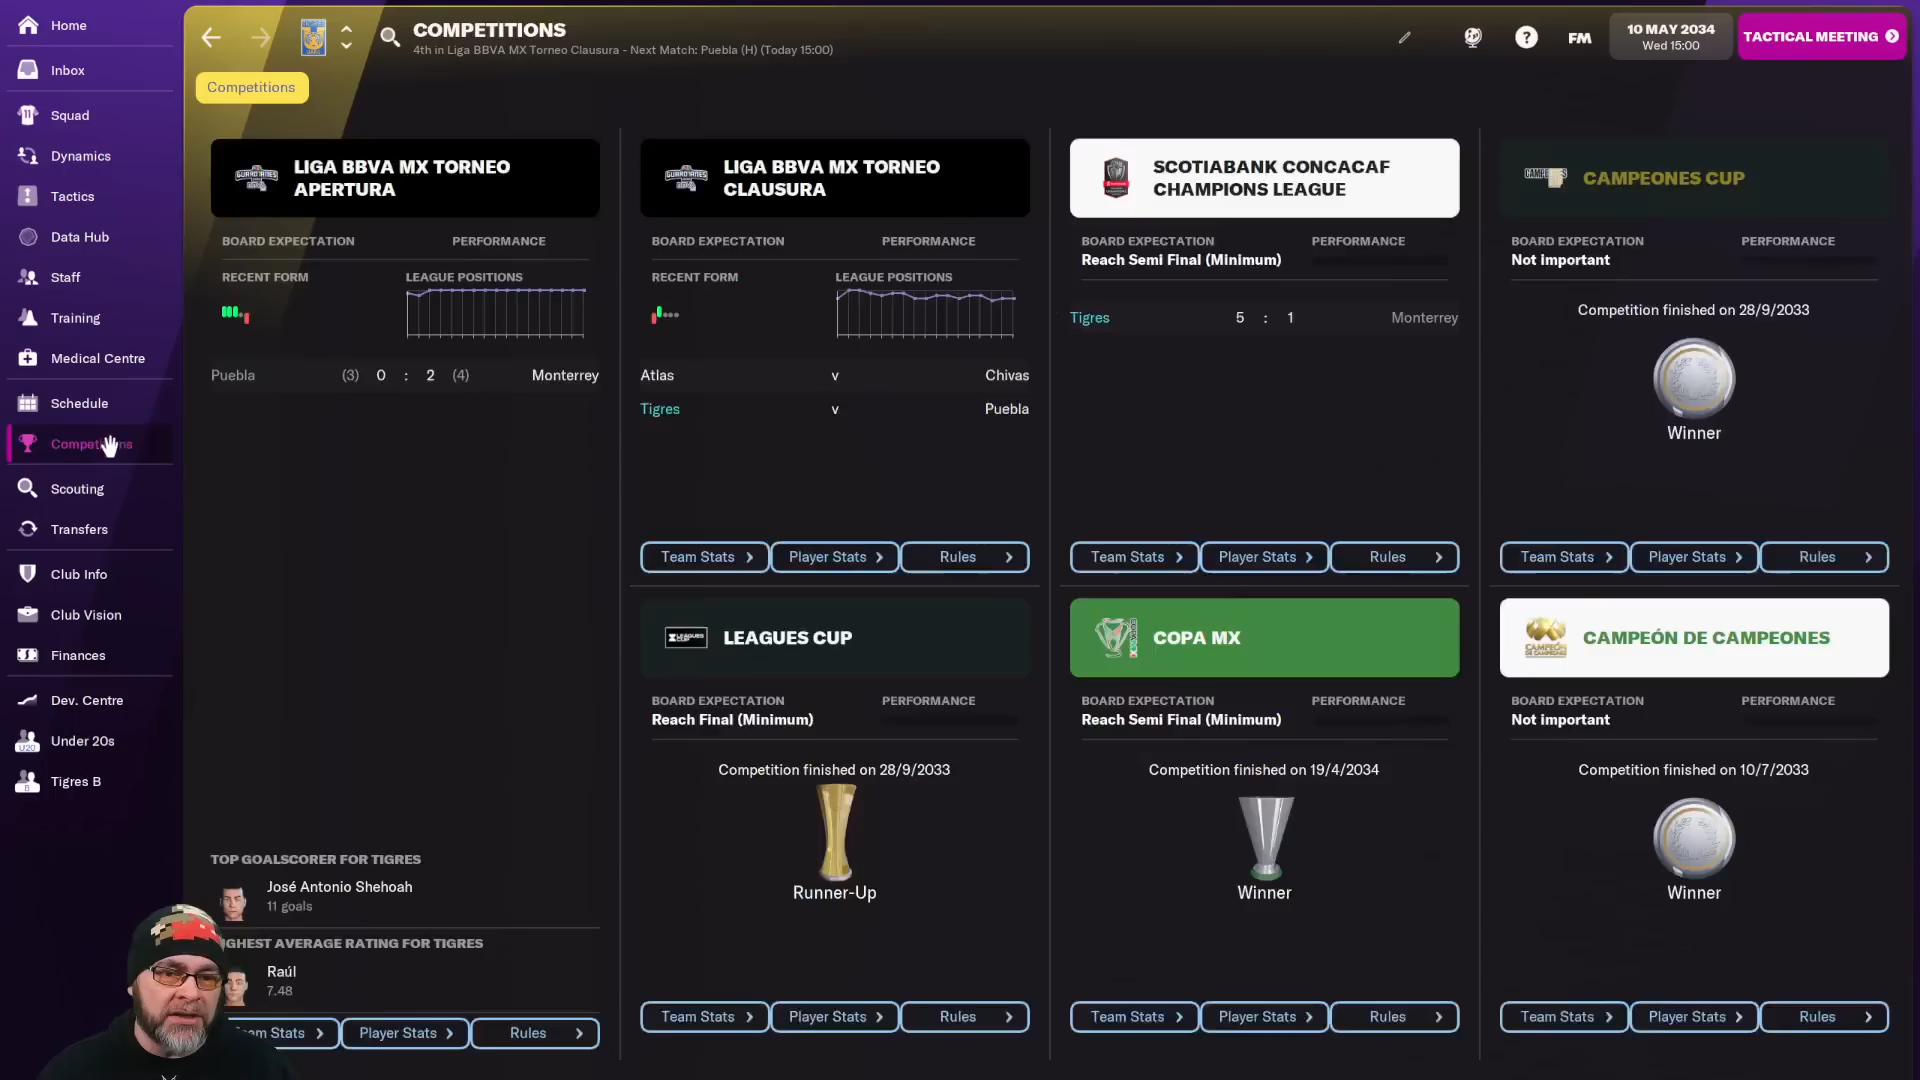 Home
Inbox
Squad
Dynamics
Tactics
Data Hub
Staff
Training
Medical Centre
Schedule
Scouting
Transfers
Club Info
Club Vision
Finances
Dev. Centre
Under 20s
Tigres B
COMPETITIONS
4th in Liga BBVA MX Torneo Clausura - Next Match: Puebla (H) (Today 15:00)
?
FM
10 MAY 2034
Wed 15:00
TACTICAL MEETING
Competitions
LIGA BBVA MX TORNEO
APERTURA
BOARD EXPECTATION PERFORMANCE
RECENT FORM LEAGUE POSITIONS
Puebla (3) 0 : 2 (4) Monterrey
TOP GOALSCORER FOR TIGRES
José Antonio Shehoah
11 goals
AVERAGE RATING FOR TIGRES
Raúl
7.48
Stats Player Stats Rules
LIGA BBVA MX TORNEO
CLAUSURA
BOARD EXPECTATION PERFORMANCE
RECENT FORM LEAGUE POSITIONS
Atlas v Chivas
Tigres v Puebla
Team Stats Player Stats Rules
SCOTIABANK CONCACAF
CHAMPIONS LEAGUE
BOARD EXPECTATION PERFORMANCE
Reach Semi Final (Minimum)
Tigres 5 : 1 Monterrey
Team Stats Player Stats Rules
CAMPEONES CUP
BOARD EXPECTATION PERFORMANCE
Not important
Competition finished on 28/9/2033
Winner
Team Stats Player Stats Rules
LEAGUES CUP
BOARD EXPECTATION PERFORMANCE
Reach Final (Minimum)
Competition finished on 28/9/2033
Runner-Up
Team Stats Player Stats Rules
COPA MX
BOARD EXPECTATION PERFORMANCE
Reach Semi Final (Minimum)
Competition finished on 19/4/2034
Winner
Team Stats Player Stats Rules
CAMPEÓN DE CAMPEONES
BOARD EXPECTATION PERFORMANCE
Not important
Competition finished on 10/7/2033
Winner
Team Stats Player Stats Rules